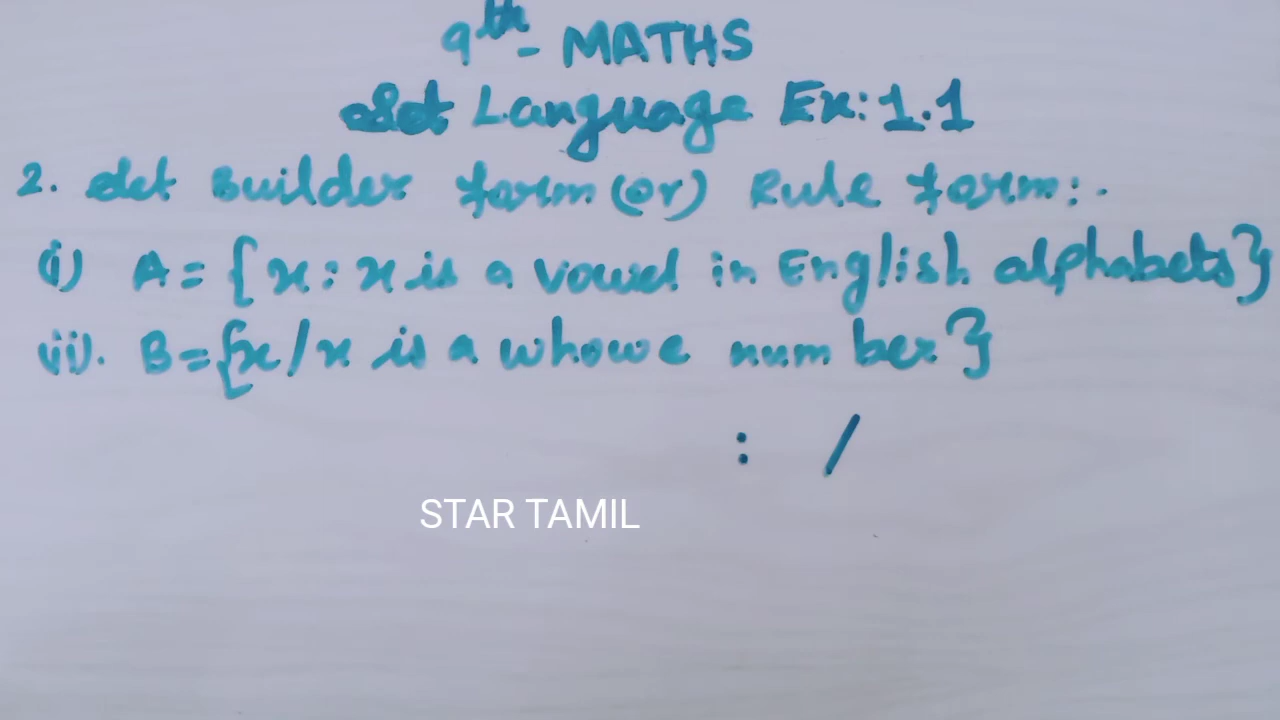 9th - MATHS
Set Language Ex: 1.1
2. Set Builder form (or) Rule form:.
(i) A = { x : x is a vowel in English alphabets}
(ii). B = {x / x is a whowe number}
: /
STAR TAMIL